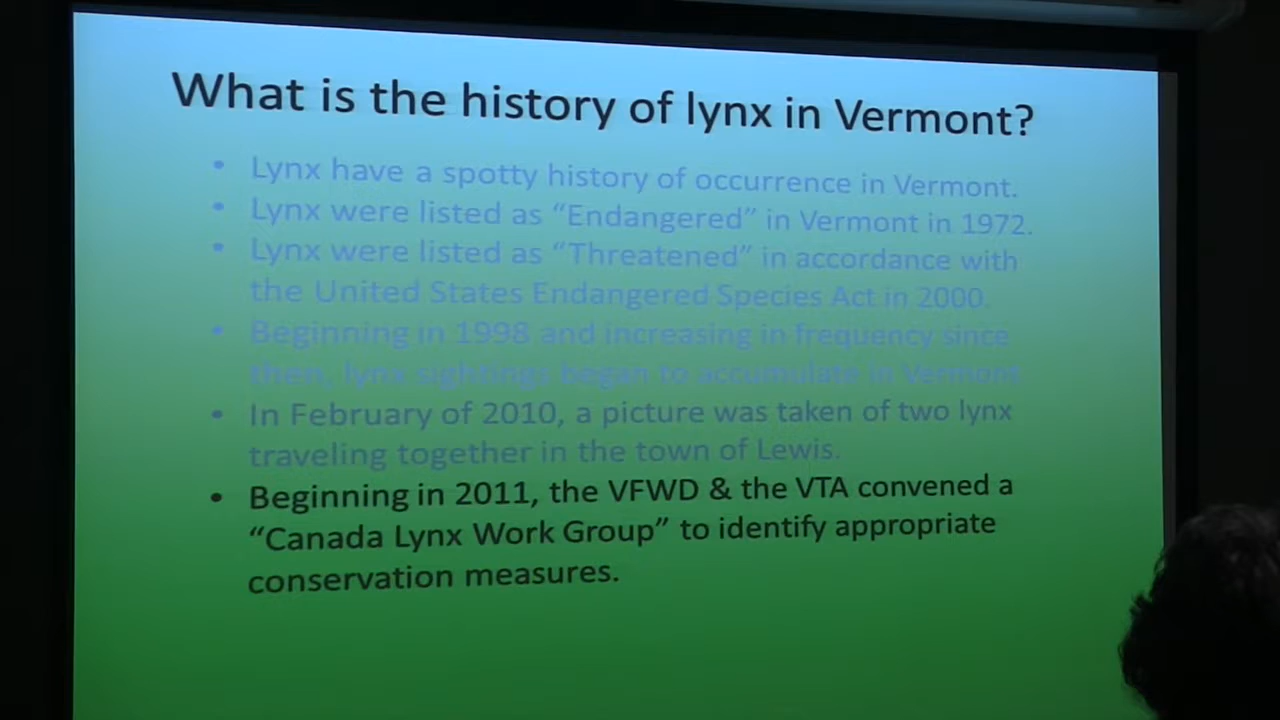 What is the history of lynx in Vermont?
• Lynx have a spotty history of occurrence in Vermont.
• Lynx were listed as “Endangered” in Vermont in 1972.
• Lynx were listed as “Threatened” in accordance with
the United States Endangered Species Act in 2000.
• Beginning in 1998 and increasing in frequency since
then, lynx sightings began to accumulate in Vermont
• In February of 2010, a picture was taken of two lynx
traveling together in the town of Lewis.
• Beginning in 2011, the VFWD & the VTA convened a
“Canada Lynx Work Group” to identify appropriate
conservation measures.